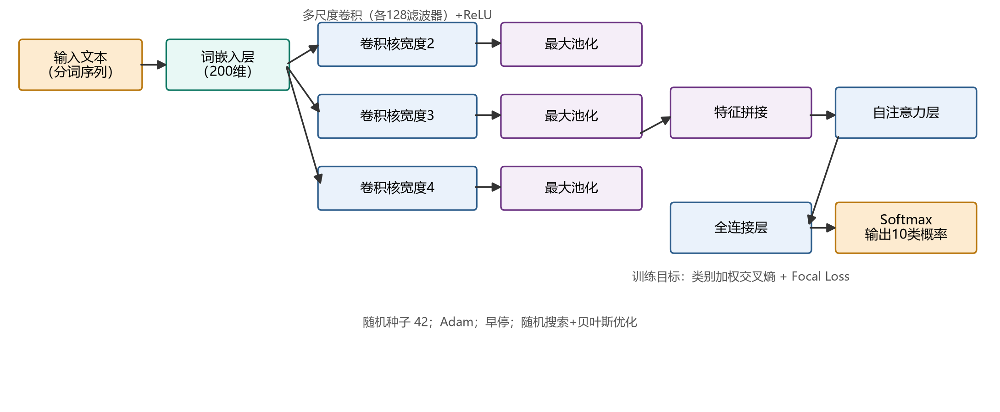 多尺度卷积（各128滤波器）+ReLU
输入文本
（分词序列）
词嵌入层
（200维）
卷积核宽度2
最大池化
卷积核宽度3
最大池化
特征拼接
自注意力层
卷积核宽度4
最大池化
全连接层
Softmax
输出10类概率
训练目标：类别加权交叉熵 + Focal Loss
随机种子 42；Adam；早停；随机搜索+贝叶斯优化